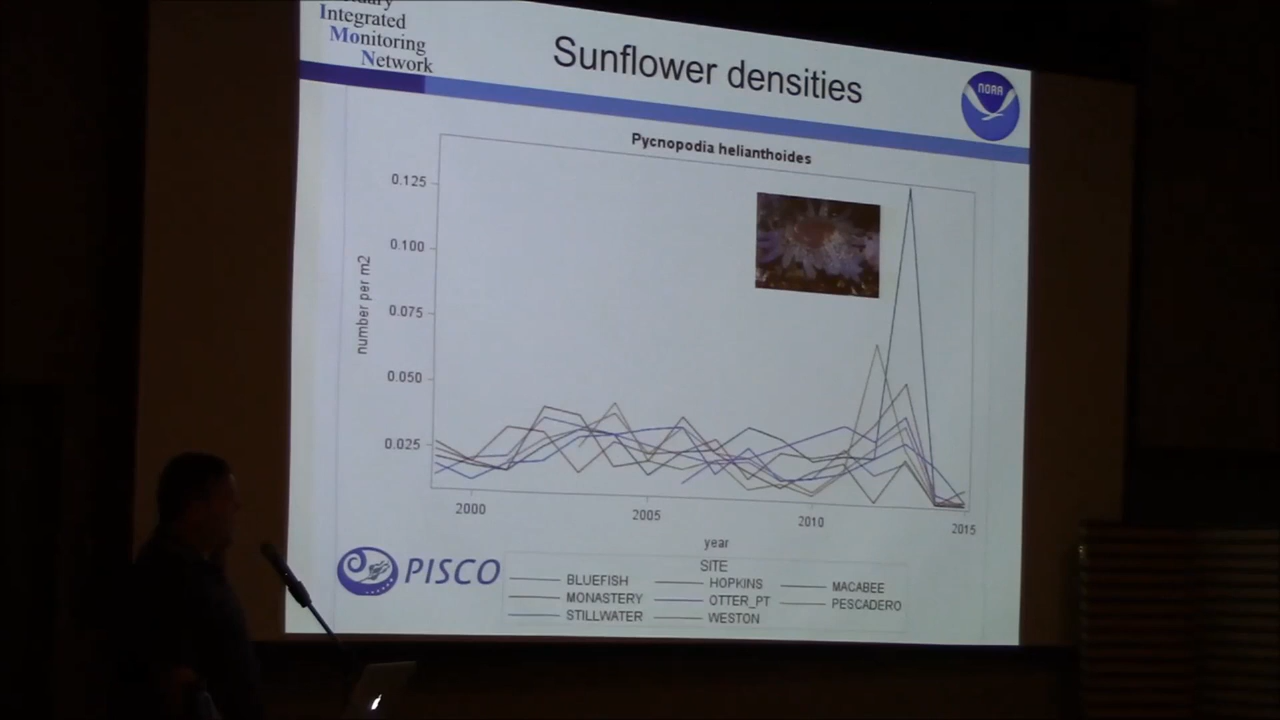 Integrated
Monitoring
Network
Sunflower densities
NOAA
Pycnopodia helianthoides
0.125
0.100
0.075
0.050
0.025
number per m2
2000
2005
2010
2015
year
PISCO
SITE
BLUEFISH HOPKINS MACABEE
MONASTERY OTTER_PT PESCADERO
STILLWATER WESTON